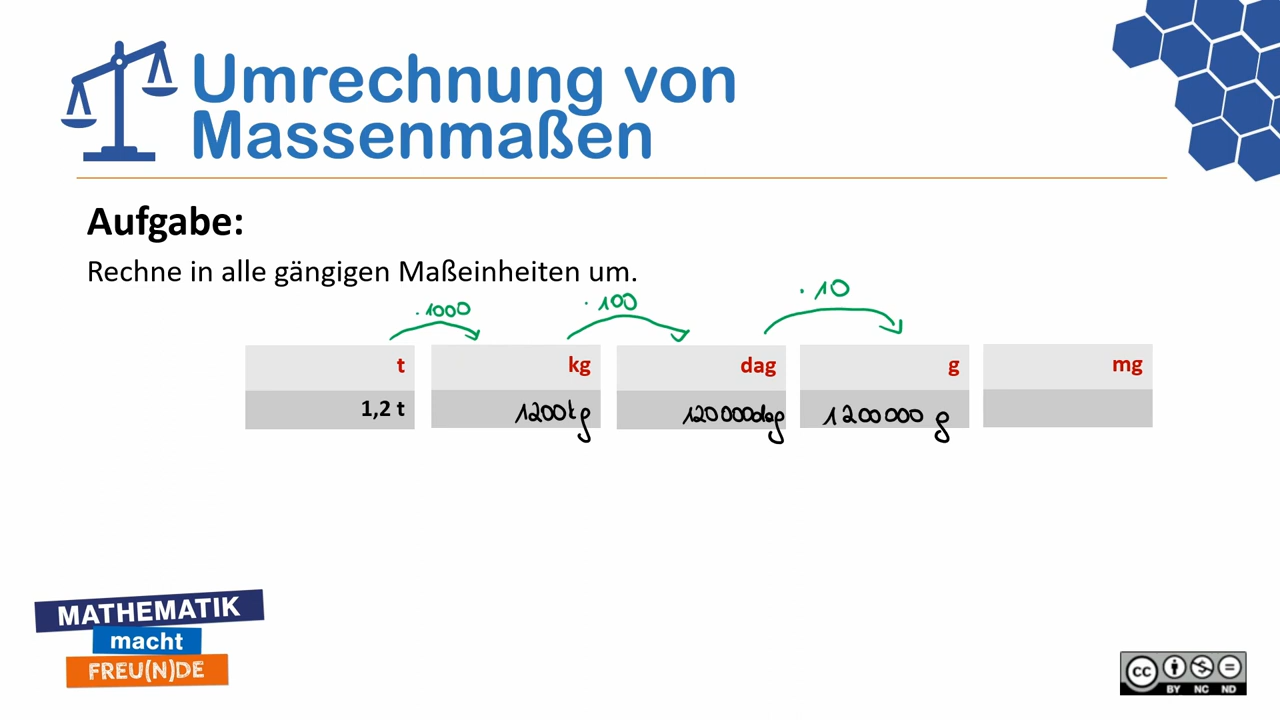 Umrechnung von
Massenmaßen
Aufgabe:
Rechne in alle gängigen Maßeinheiten um.
. 1000 . 100 . 10
t kg dag g mg
1,2 t 1200kg 120000dag 1200000 g
MATHEMATIK
macht
FREU(N)DE
cc
BY NC ND